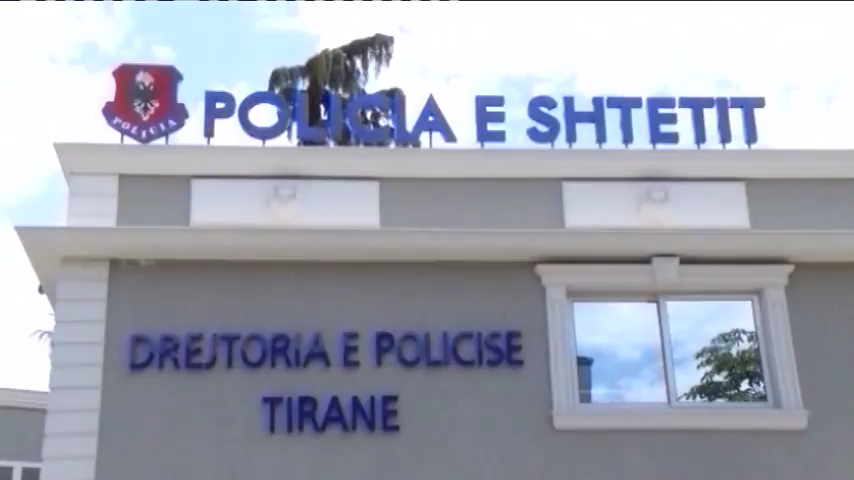 POLICIA
POLICIA E SHTETIT
DREJTORIA E POLICISE
TIRANE